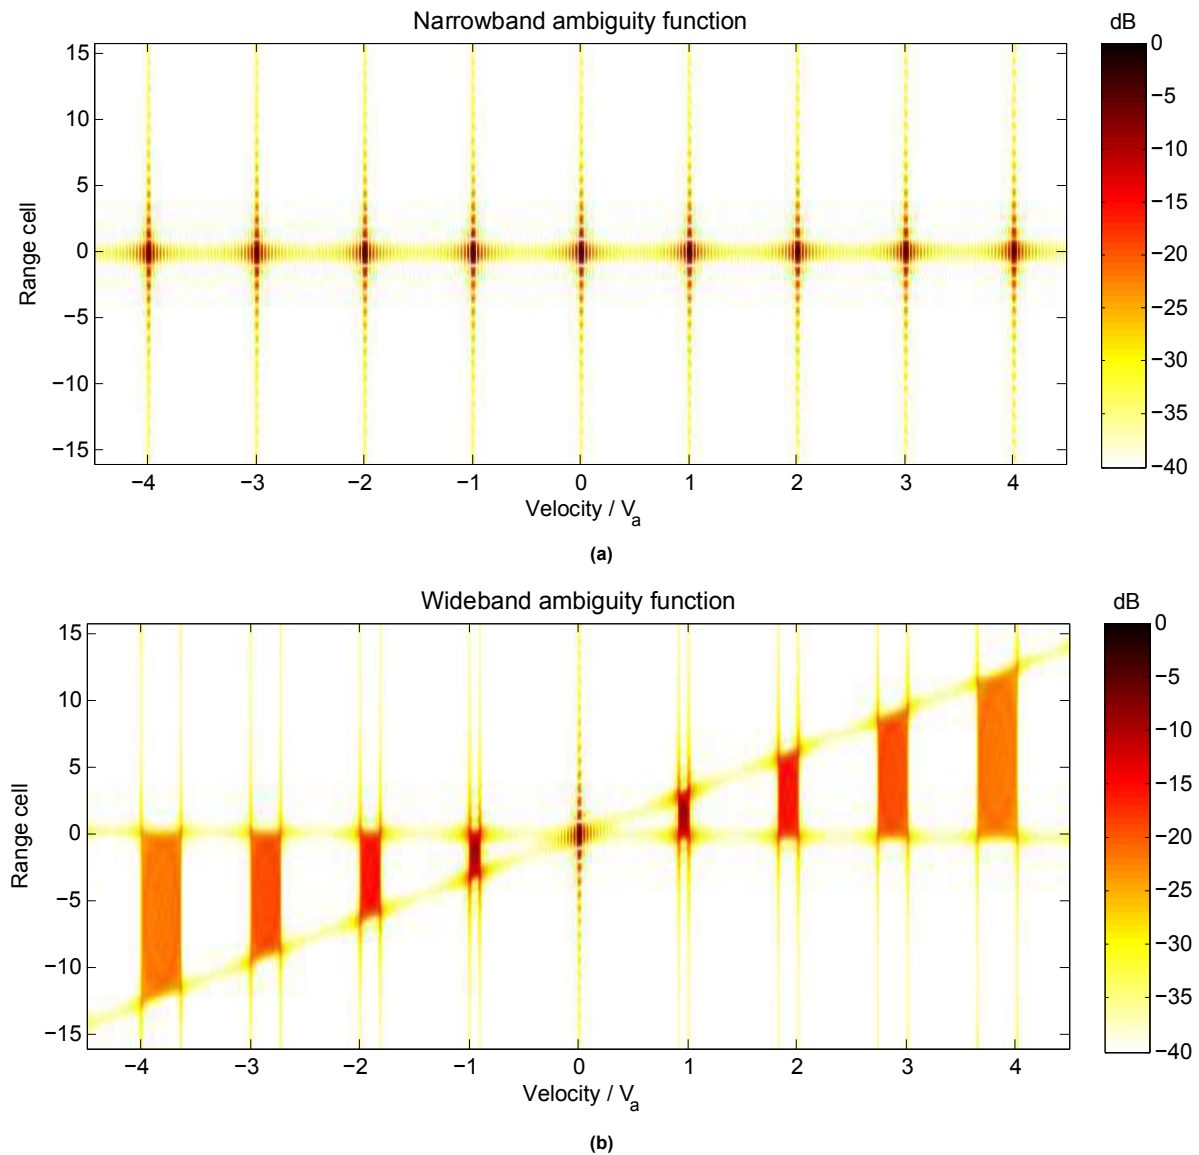 Narrowband ambiguity function
dB
15
10
5
0
−5
−10
−15
Range cell
−4 −3 −2 −1 0 1 2 3 4
Velocity / Va
0
−5
−10
−15
−20
−25
−30
−35
−40
(a)
Wideband ambiguity function
dB
15
10
5
0
−5
−10
−15
Range cell
−4 −3 −2 −1 0 1 2 3 4
Velocity / Va
0
−5
−10
−15
−20
−25
−30
−35
−40
(b)